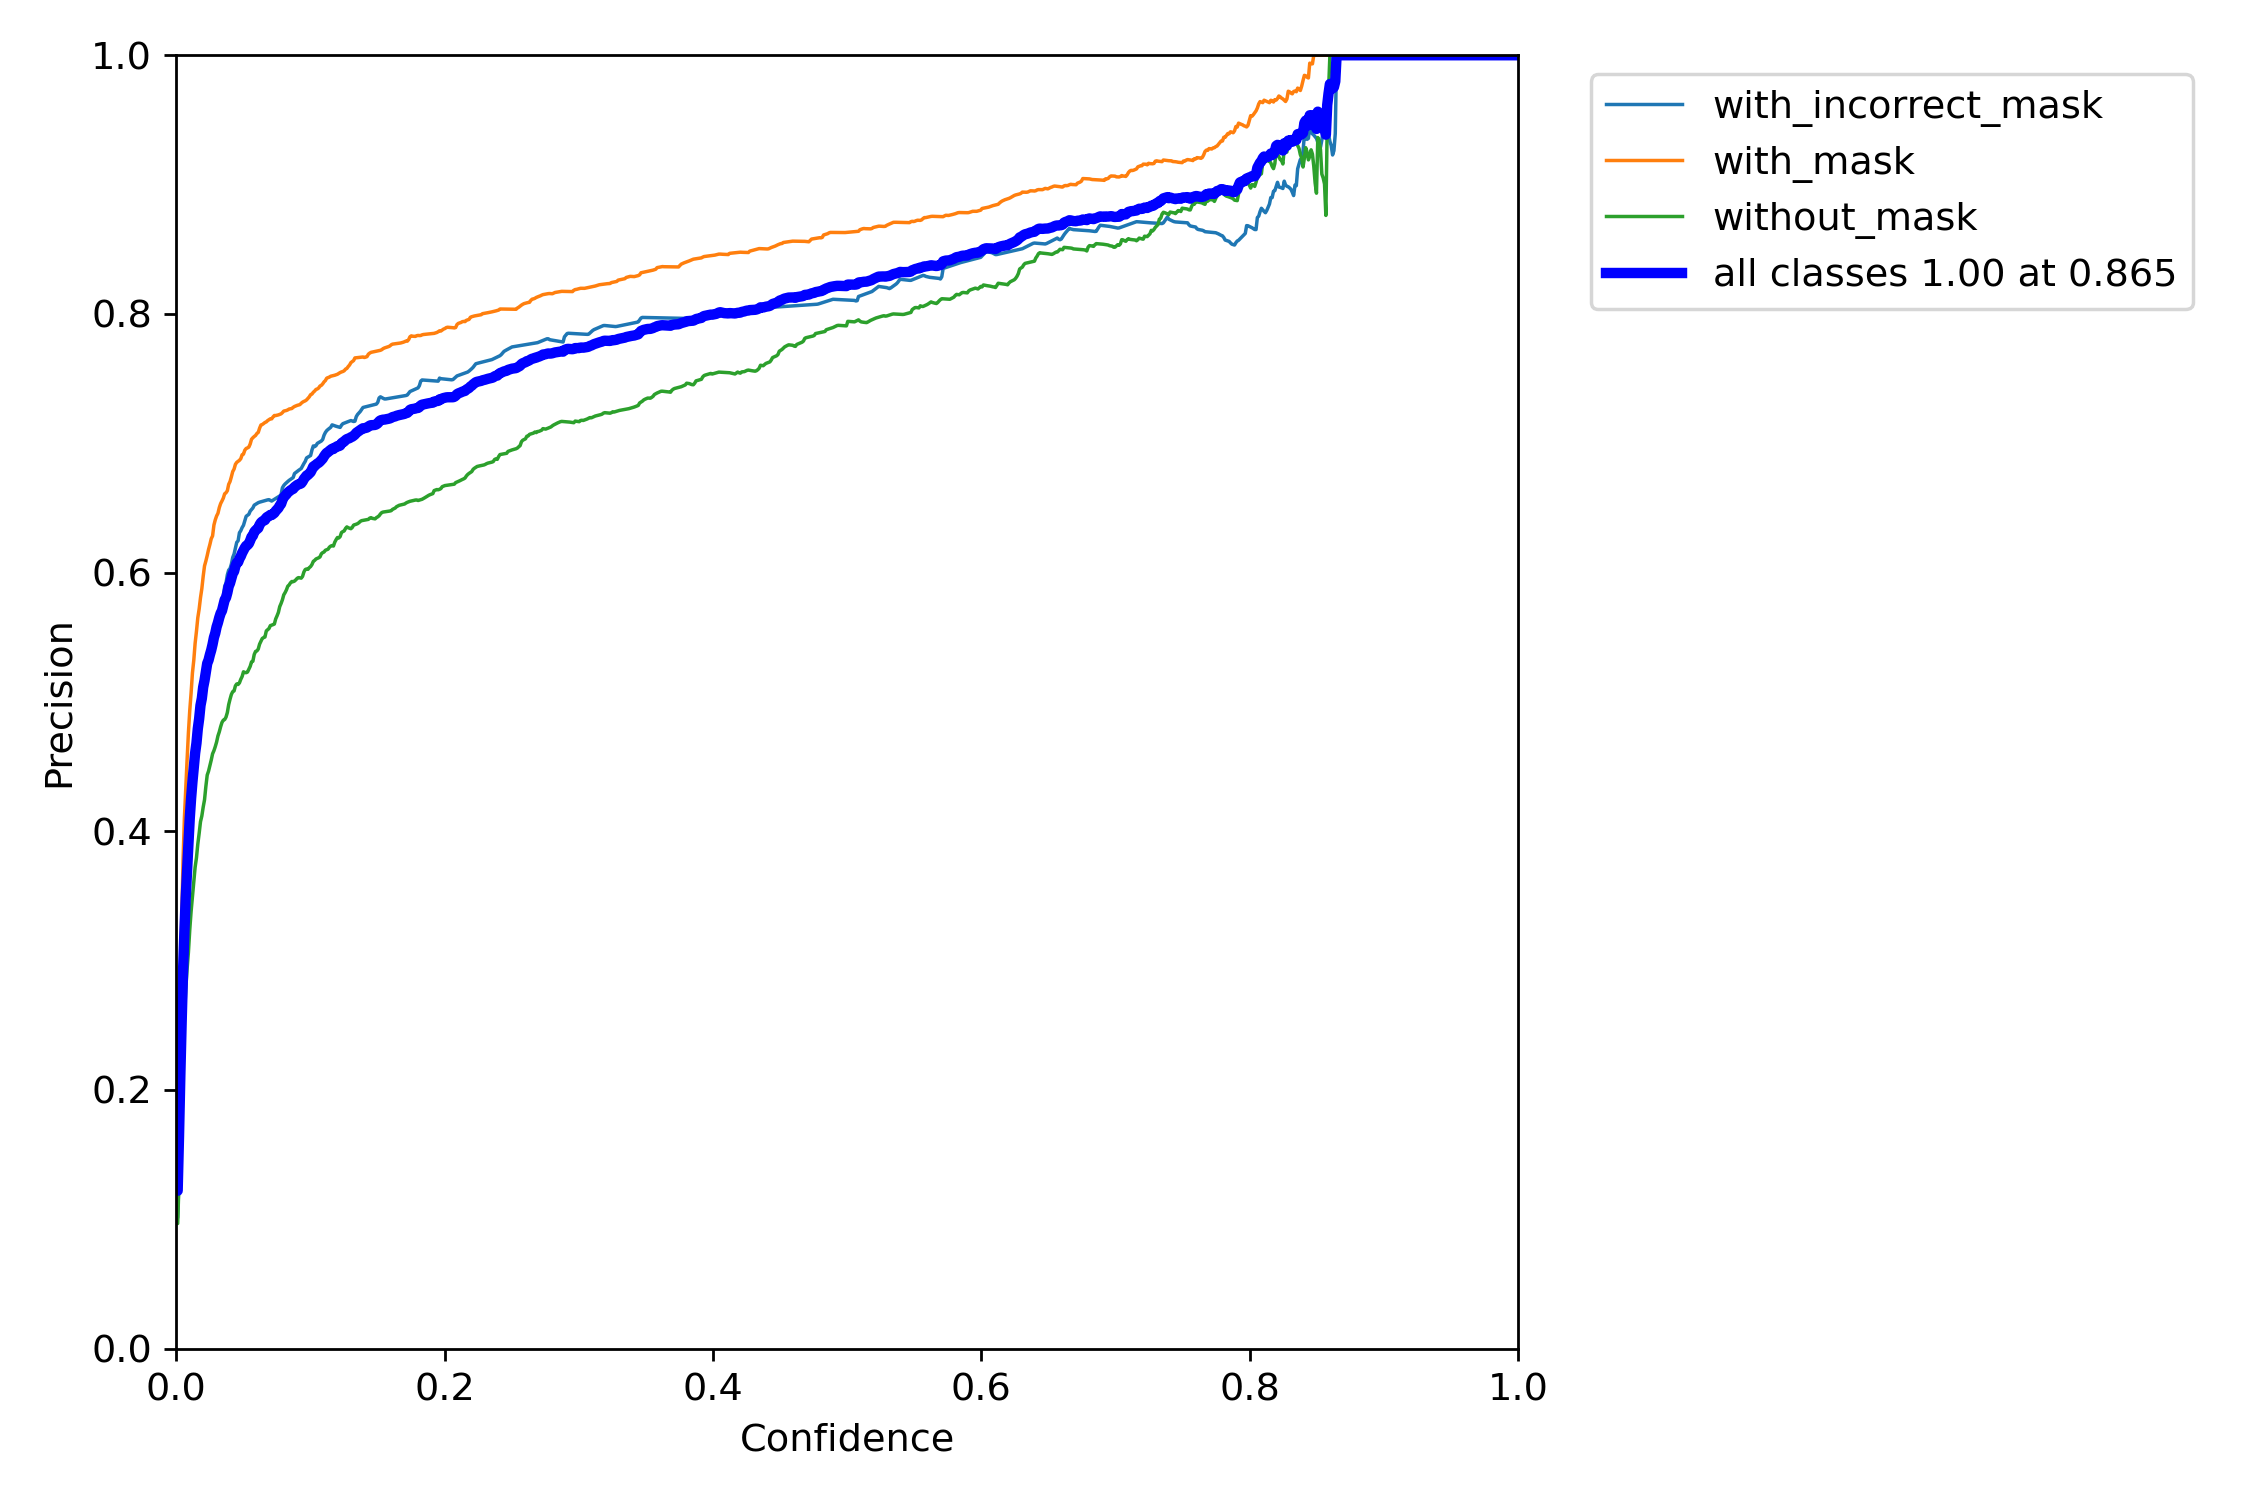 1.0
0.8
0.6
0.4
0.2
0.0
Precision
0.0 0.2 0.4 0.6 0.8 1.0
Confidence
with_incorrect_mask
with_mask
without_mask
all classes 1.00 at 0.865